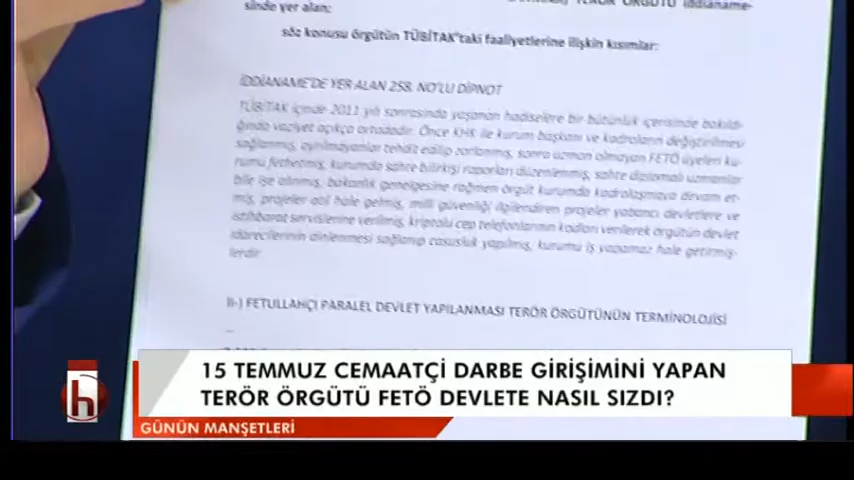 TERÖR ÖRGÜTÜ iddianame-
sinde yer alan;
söz konusu örgütün TÜBİTAK'taki faaliyetlerine ilişkin kısımlar:
İDDİANAME'DE YER ALAN 258. NO'LU DİPNOT
TÜBİTAK içinde 2011 yılı sonrasında yaşanan hadiselere bir bütünlük içerisinde bakıldı-
ğında vaziyet açıkça ortadadır. Önce KHK ile kurum başkanı ve kadroların değiştirilmesi
sağlanmış, ayrılmayanlar tehdit edilip zorlanmış, sonra uzman olmayan FETÖ üyeleri ku-
rumu fethetmiş, kurumda sahte bilirkişi raporları düzenlenmiş, sahte diplomalı uzmanlar
bile işe alınmış, bakanlık genelgesine rağmen örgüt kurumda kadrolaşmaya devam et-
miş, projeler atıl hale gelmiş, milli güvenliği ilgilendiren projeler yabancı devletlere ve
istihbarat servislerine verilmiş, kriptolu cep telefonlarının kodları verilerek örgütün devlet
idarecilerinin dinlenmesi sağlanıp casusluk yapılmış, kurumu iş yapamaz hale getirmiş-
lerdir.
II-) FETULLAHÇI PARALEL DEVLET YAPILANMASI TERÖR ÖRGÜTÜNÜN TERMİNOLOJİSİ
...
15 TEMMUZ CEMAATÇİ DARBE GİRİŞİMİNİ YAPAN
TERÖR ÖRGÜTÜ FETÖ DEVLETE NASIL SIZDI?
h
GÜNÜN MANŞETLERİ